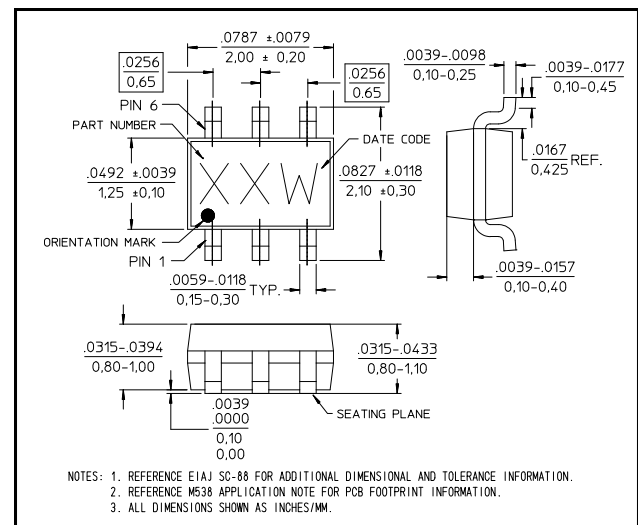 .0787 ±.0079
2,00 ± 0,20
.0256
0,65
.0256
0.65
.0039-.0098
0,10-0,25
.0039-.0177
0,10-0,45
PIN 6
PART NUMBER
DATE CODE
XXW
.0492 ±.0039
1,25 ±0,10
.0827 ±.0118
2,10 ±0,30
.0167
0,425
REF.
ORIENTATION MARK
PIN 1
.0059-.0118
0,15-0,30
TYP.
.0039-.0157
0,10-0,40
.0315-.0394
0,80-1,00
.0315-.0433
0,80-1,10
.0039
.0000
0,10
0,00
SEATING PLANE
NOTES: 1. REFERENCE EIAJ SC-88 FOR ADDITIONAL DIMENSIONAL AND TOLERANCE INFORMATION.
2. REFERENCE M538 APPLICATION NOTE FOR PCB FOOTPRINT INFORMATION.
3. ALL DIMENSIONS SHOWN AS INCHES/MM.